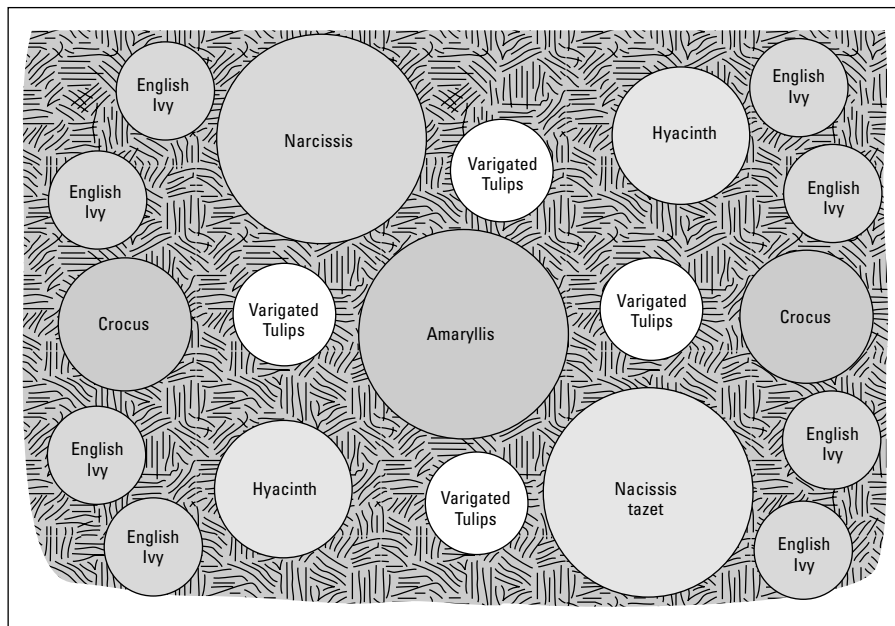 English
Ivy
Narcissis
Hyacinth
English
Ivy
Varigated
Tulips
English
Ivy
English
Ivy
Crocus
Varigated
Tulips
Amaryllis
Varigated
Tulips
Crocus
English
Ivy
Hyacinth
Varigated
Tulips
Nacissis
tazet
English
Ivy
English
Ivy
English
Ivy